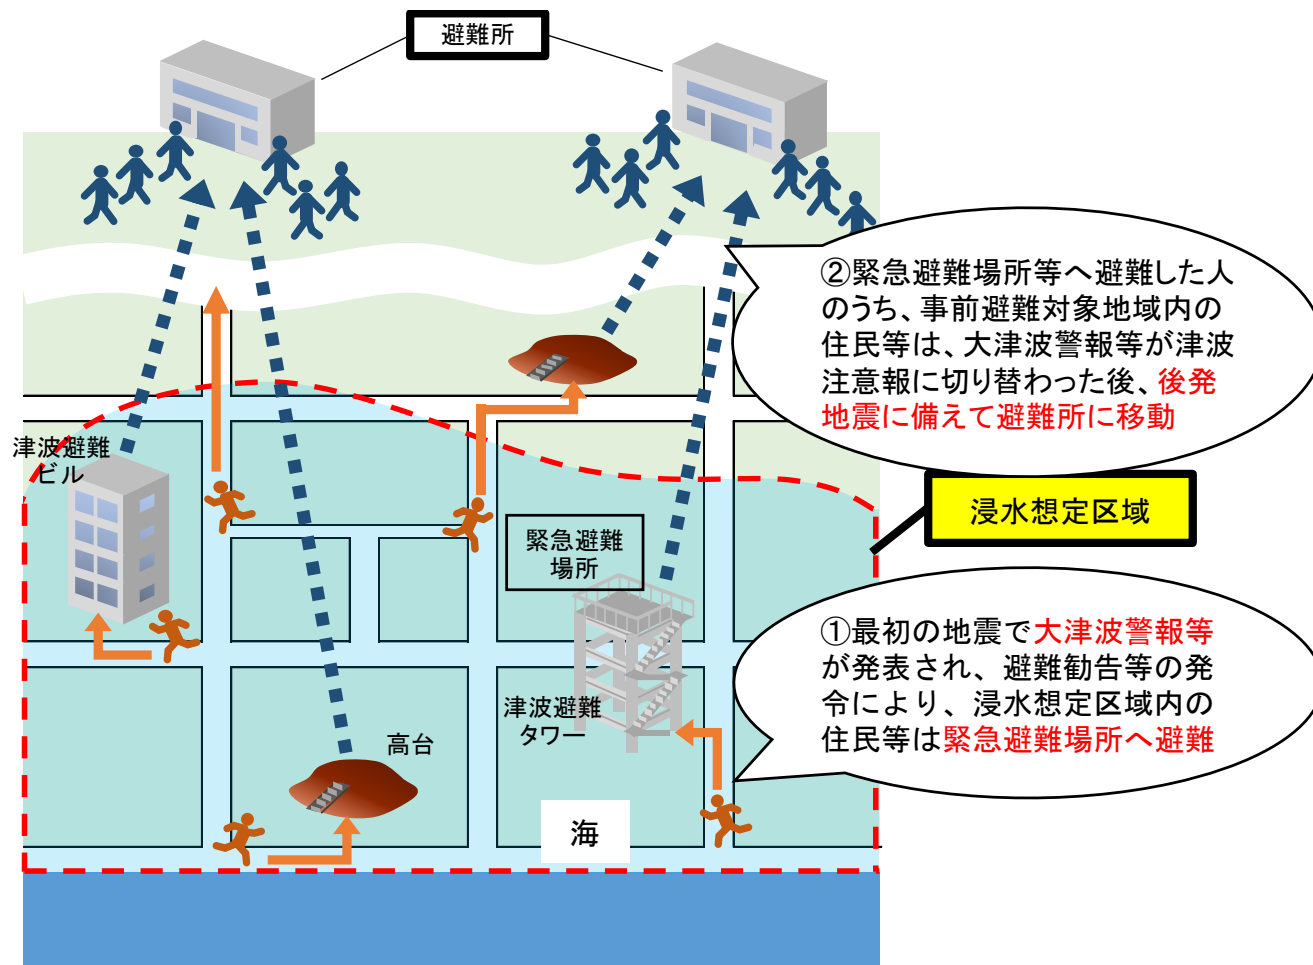 避難所
②緊急避難場所等へ避難した人
のうち、事前避難対象地域内の
住民等は、大津波警報等が津波
注意報に切り替わった後、後発
地震に備えて避難所に移動
津波避難
ビル
浸水想定区域
緊急避難
場所
①最初の地震で大津波警報等
が発表され、避難勧告等の発
令により、浸水想定区域内の
住民等は緊急避難場所へ避難
津波避難
タワー
高台
海